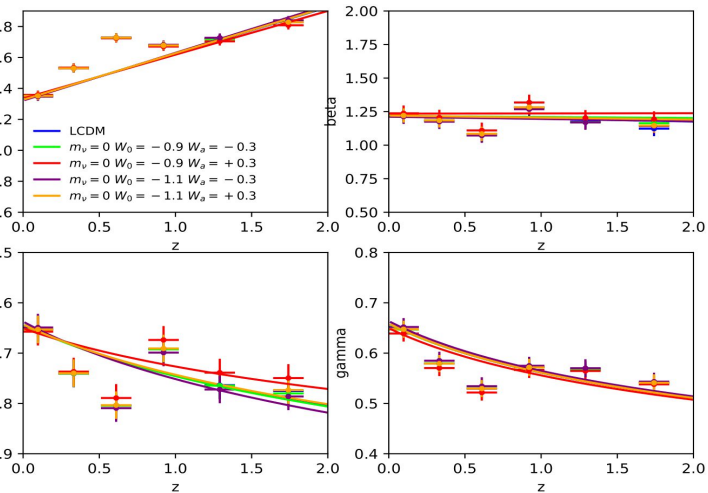 .4
.2
.0
.8
.6
0.0 0.5 1.0 1.5 2.0
z
LCDM
mν = 0 W0 = −0.9 Wa = −0.3
mν = 0 W0 = −0.9 Wa = +0.3
mν = 0 W0 = −1.1 Wa = −0.3
mν = 0 W0 = −1.1 Wa = +0.3
2.00
1.75
1.50
1.25
1.00
0.75
0.50
beta
0.0 0.5 1.0 1.5 2.0
z
.5
.6
.7
.8
.9
0.0 0.5 1.0 1.5 2.0
z
0.8
0.7
0.6
0.5
0.4
gamma
0.0 0.5 1.0 1.5 2.0
z